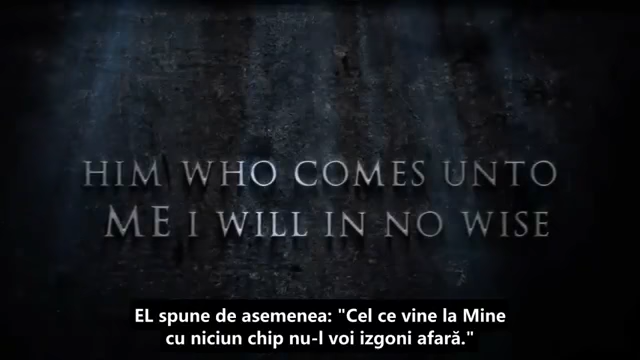 HIM WHO COMES UNTO
ME I WILL IN NO WISE
EL spune de asemenea: "Cel ce vine la Mine
cu niciun chip nu-l voi izgoni afară."